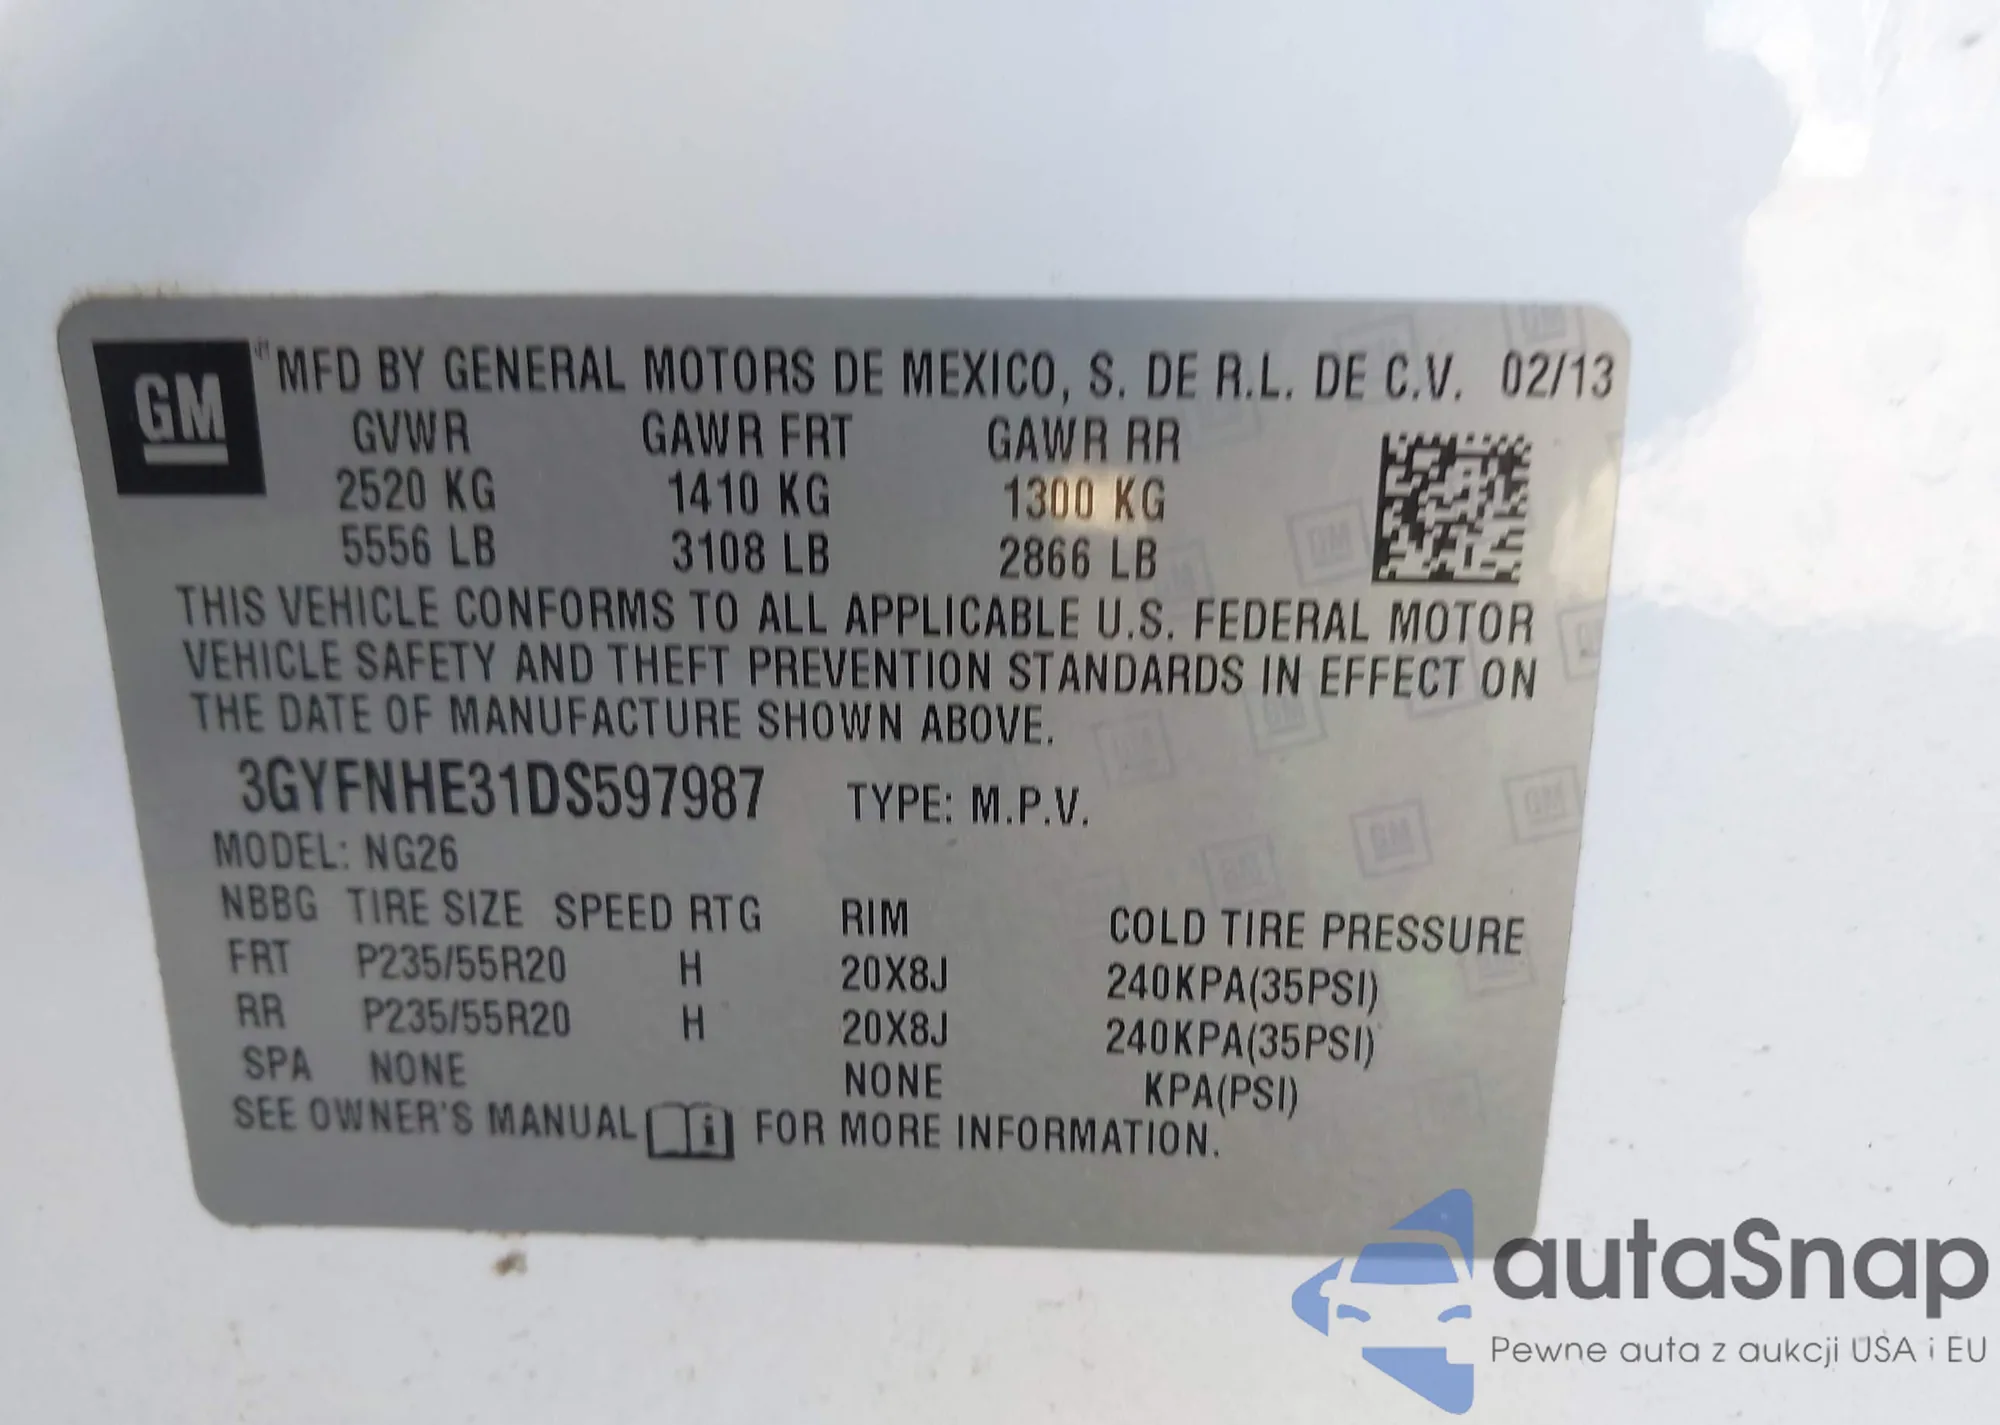 GM
MFD BY GENERAL MOTORS DE MEXICO, S. DE R.L. DE C.V. 02/13
GVWR GAWR FRT GAWR RR
2520 KG 1410 KG 1300 KG
5556 LB 3108 LB 2866 LB
THIS VEHICLE CONFORMS TO ALL APPLICABLE U.S. FEDERAL MOTOR
VEHICLE SAFETY AND THEFT PREVENTION STANDARDS IN EFFECT ON
THE DATE OF MANUFACTURE SHOWN ABOVE.
3GYFNHE31DS597987 TYPE: M.P.V.
MODEL: NG26
NBBG TIRE SIZE SPEED RTG RIM COLD TIRE PRESSURE
FRT P235/55R20 H 20X8J 240KPA(35PSI)
RR P235/55R20 H 20X8J 240KPA(35PSI)
SPA NONE NONE KPA(PSI)
SEE OWNER'S MANUAL FOR MORE INFORMATION.
autaSnap
Pewne auta z aukcji USA i EU